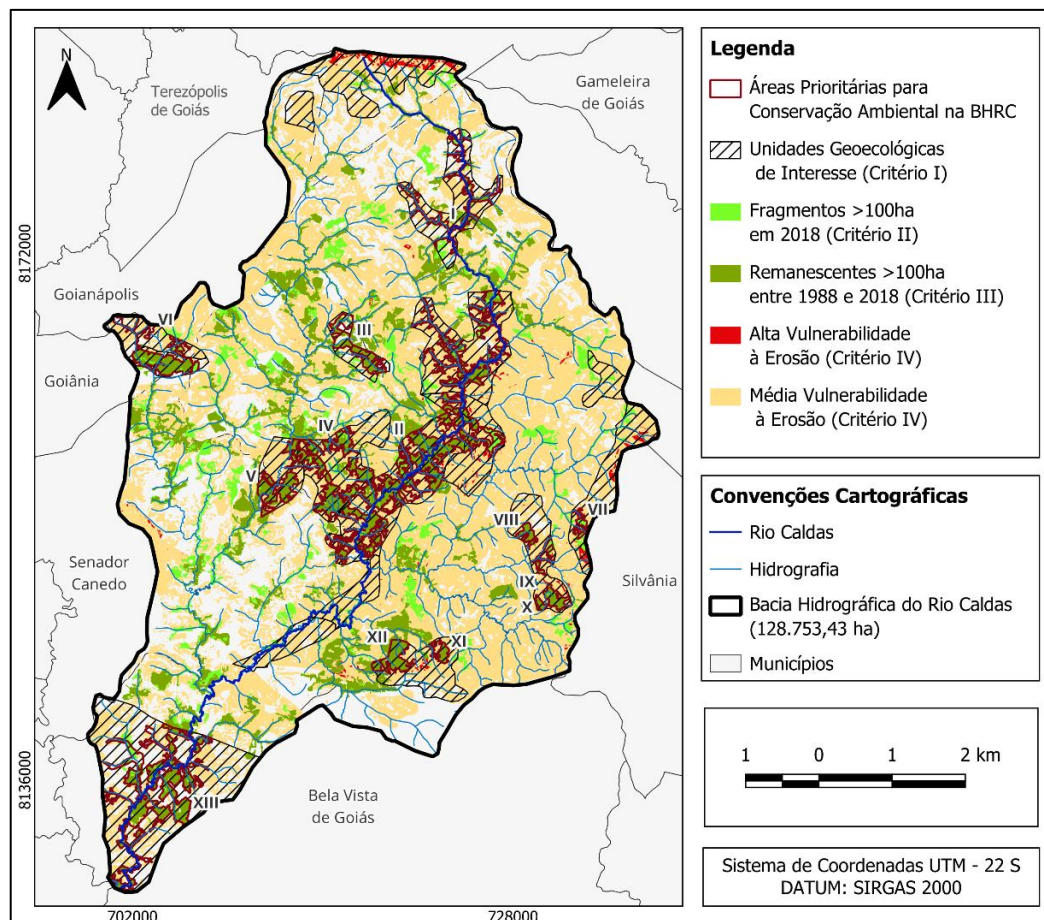 N
Terezópolis
de Goiás
Gameleira
de Goiás
8172000
Goianápolis
Goiânia
Senador
Canedo
Silvânia
8136000
Bela Vista
de Goiás
I
VI
III
IV
II
V
VIII
VII
IX
X
XII
XI
XIII
702000
728000
Legenda
Áreas Prioritárias para
Conservação Ambiental na BHRC
Unidades Geoecológicas
de Interesse (Critério I)
Fragmentos >100ha
em 2018 (Critério II)
Remanescentes >100ha
entre 1988 e 2018 (Critério III)
Alta Vulnerabilidade
à Erosão (Critério IV)
Média Vulnerabilidade
à Erosão (Critério IV)
Convenções Cartográficas
Rio Caldas
Hidrografia
Bacia Hidrográfica do Rio Caldas
(128.753,43 ha)
Municípios
1 0 1 2 km
Sistema de Coordenadas UTM - 22 S
DATUM: SIRGAS 2000